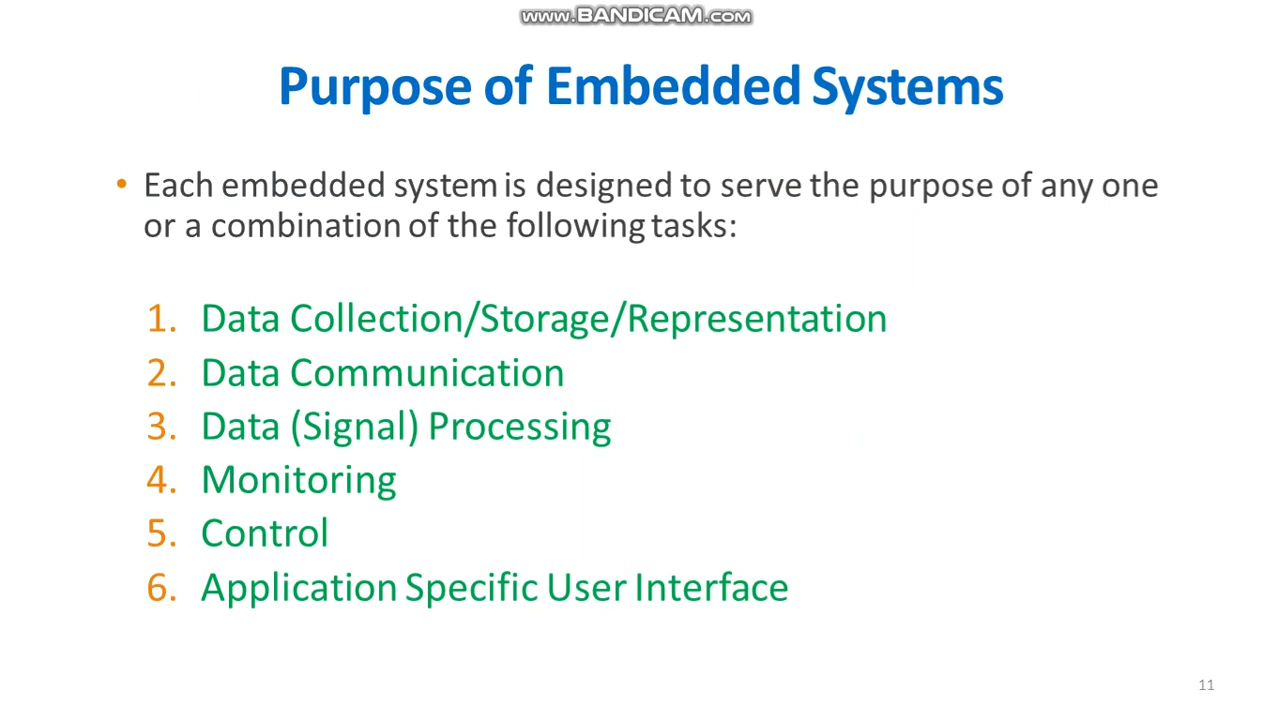 www.BANDICAM.com
Purpose of Embedded Systems
• Each embedded system is designed to serve the purpose of any one
or a combination of the following tasks:
1. Data Collection/Storage/Representation
2. Data Communication
3. Data (Signal) Processing
4. Monitoring
5. Control
6. Application Specific User Interface
11